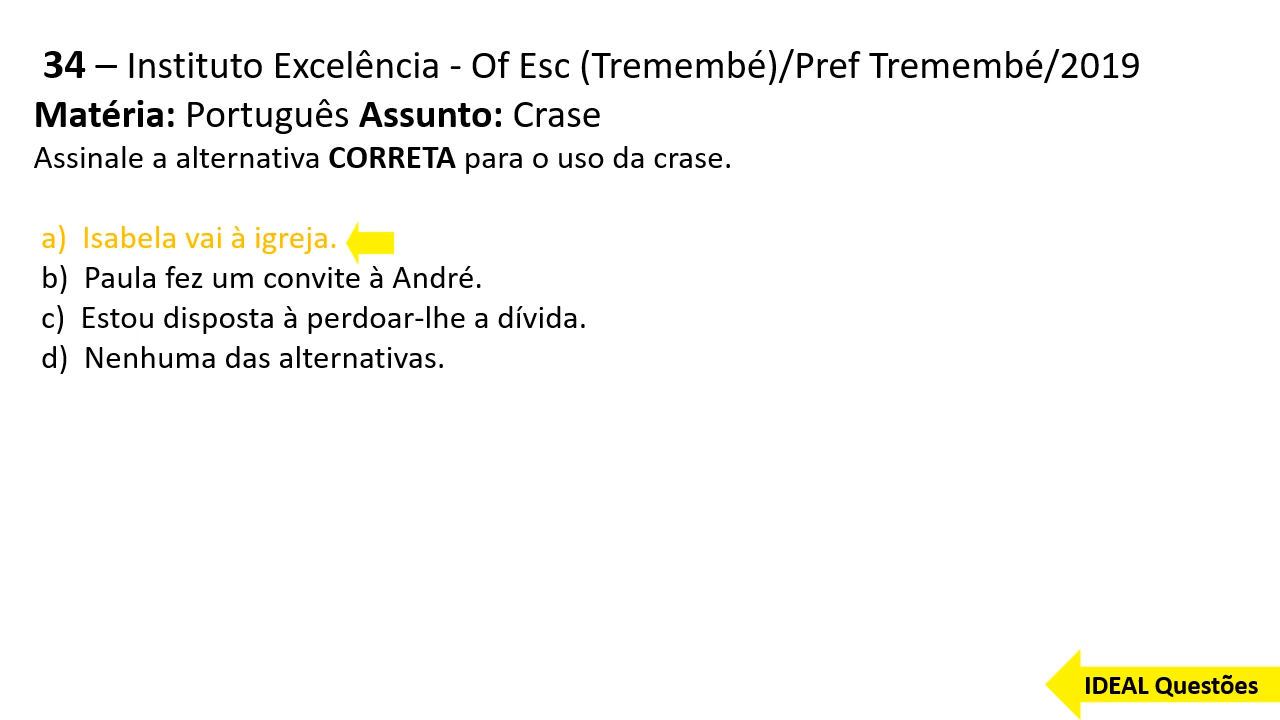 34 – Instituto Excelência - Of Esc (Tremembé)/Pref Tremembé/2019
Matéria: Português Assunto: Crase
Assinale a alternativa CORRETA para o uso da crase.
a) Isabela vai à igreja.
b) Paula fez um convite à André.
c) Estou disposta à perdoar-lhe a dívida.
d) Nenhuma das alternativas.
IDEAL Questões